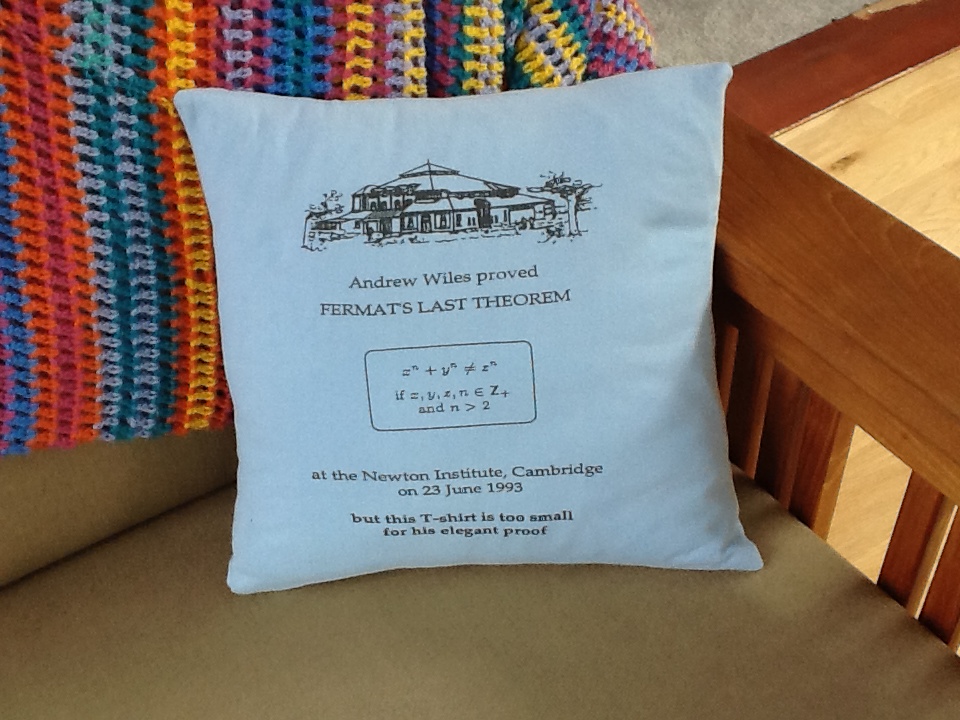 Andrew Wiles proved
FERMAT'S LAST THEOREM
xⁿ + yⁿ ≠ zⁿ
if x, y, z, n ∈ Z₊
and n > 2
at the Newton Institute, Cambridge
on 23 June 1993
but this T-shirt is too small
for his elegant proof